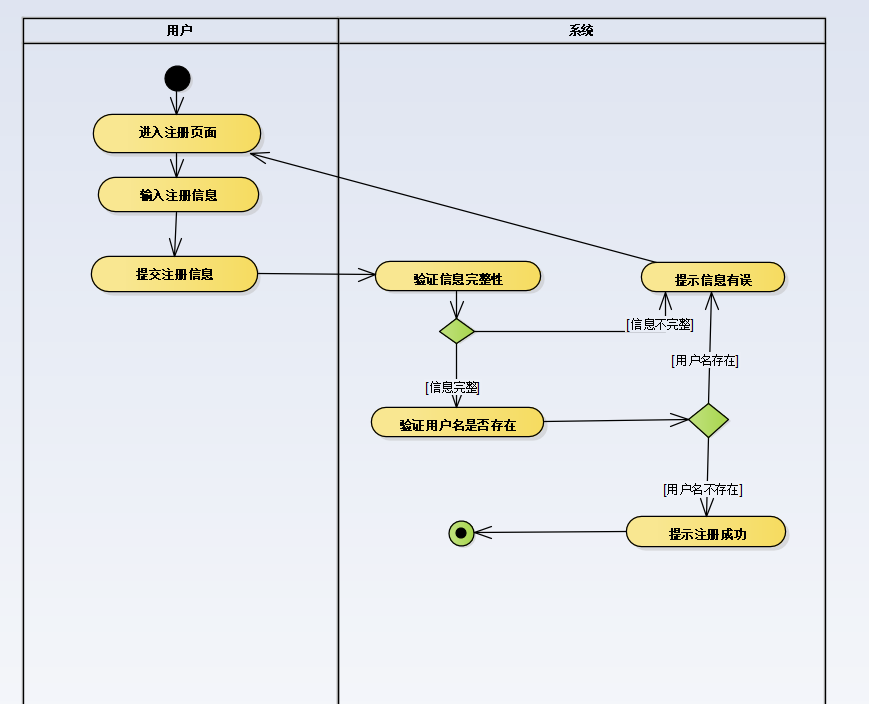 用户
系统
进入注册页面
输入注册信息
提交注册信息
验证信息完整性
提示信息有误
[信息不完整]
[用户名存在]
[信息完整]
验证用户名是否存在
[用户名不存在]
提示注册成功